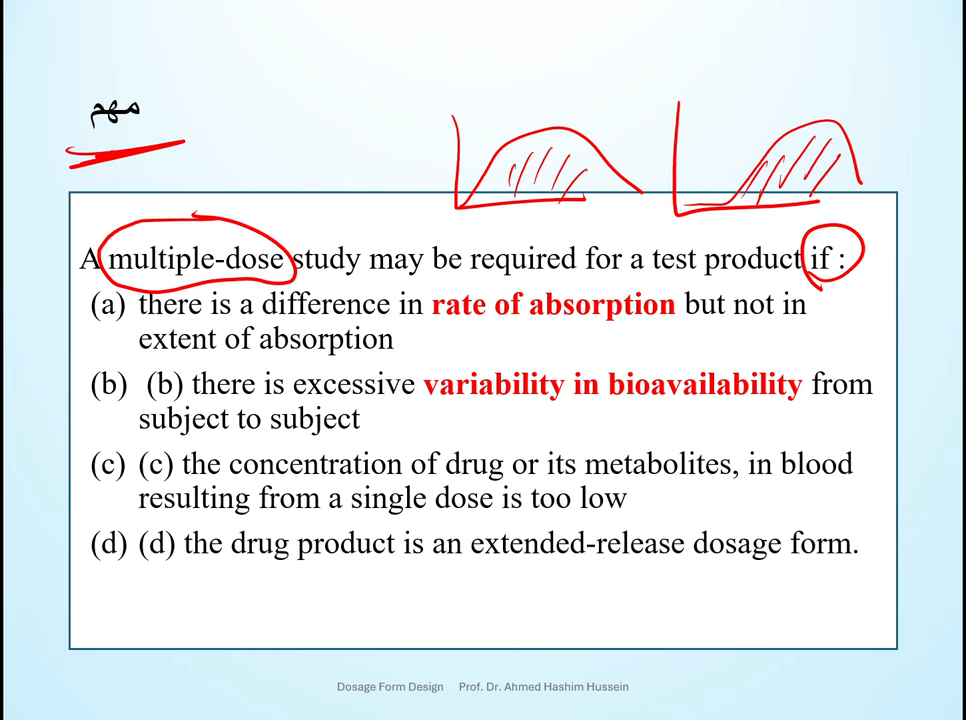 مهم
A multiple-dose study may be required for a test product if :
(a) there is a difference in rate of absorption but not in
extent of absorption
(b) (b) there is excessive variability in bioavailability from
subject to subject
(c) (c) the concentration of drug or its metabolites, in blood
resulting from a single dose is too low
(d) (d) the drug product is an extended-release dosage form.
Dosage Form Design Prof. Dr. Ahmed Hashim Hussein